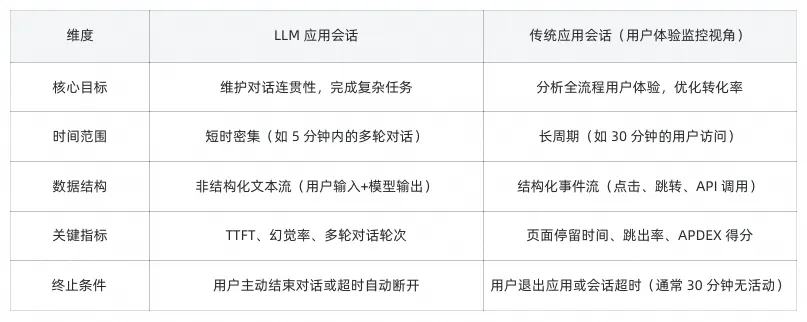 维度 LLM 应用会话 传统应用会话（用户体验监控视角）
核心目标 维护对话连贯性，完成复杂任务 分析全流程用户体验，优化转化率
时间范围 短时密集（如 5 分钟内的多轮对话） 长周期（如 30 分钟的用户访问）
数据结构 非结构化文本流（用户输入+模型输出） 结构化事件流（点击、跳转、API 调用）
关键指标 TTFT、幻觉率、多轮对话轮次 页面停留时间、跳出率、APDEX 得分
终止条件 用户主动结束对话或超时自动断开 用户退出应用或会话超时（通常 30 分钟无活动）